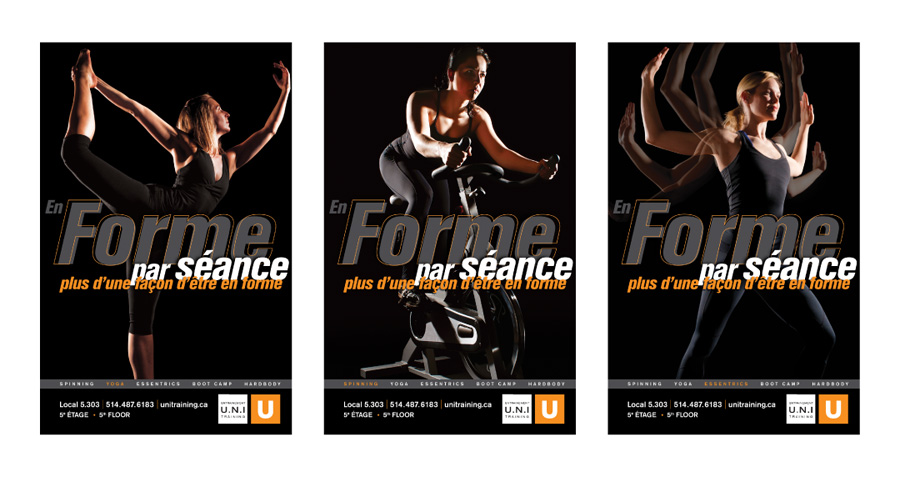 En
Forme
par séance
plus d'une façon d'être en forme
SPINNING YOGA ESSENTRICS BOOT CAMP HARDBODY
Local 5.303 | 514.487.6183 | unitraining.ca
5e ÉTAGE • 5th FLOOR
U.N.I
TRAINING
U
En
Forme
par séance
plus d'une façon d'être en forme
SPINNING YOGA ESSENTRICS BOOT CAMP HARDBODY
Local 5.303 | 514.487.6183 | unitraining.ca
5e ÉTAGE • 5th FLOOR
U.N.I
TRAINING
U
En
Forme
par séance
plus d'une façon d'être en forme
SPINNING YOGA ESSENTRICS BOOT CAMP HARDBODY
Local 5.303 | 514.487.6183 | unitraining.ca
5e ÉTAGE • 5th FLOOR
U.N.I
TRAINING
U